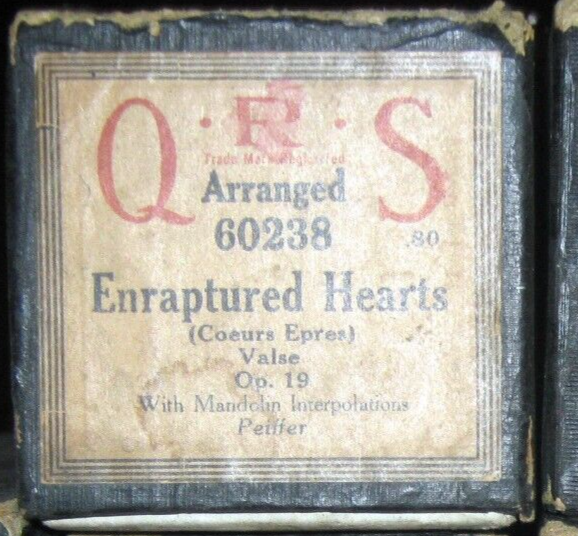 Q·R·S
Trade Mark Registered
Arranged
60238
.80
Enraptured Hearts
(Coeurs Epres)
Valse
Op. 19
With Mandolin Interpolations
Peiffer